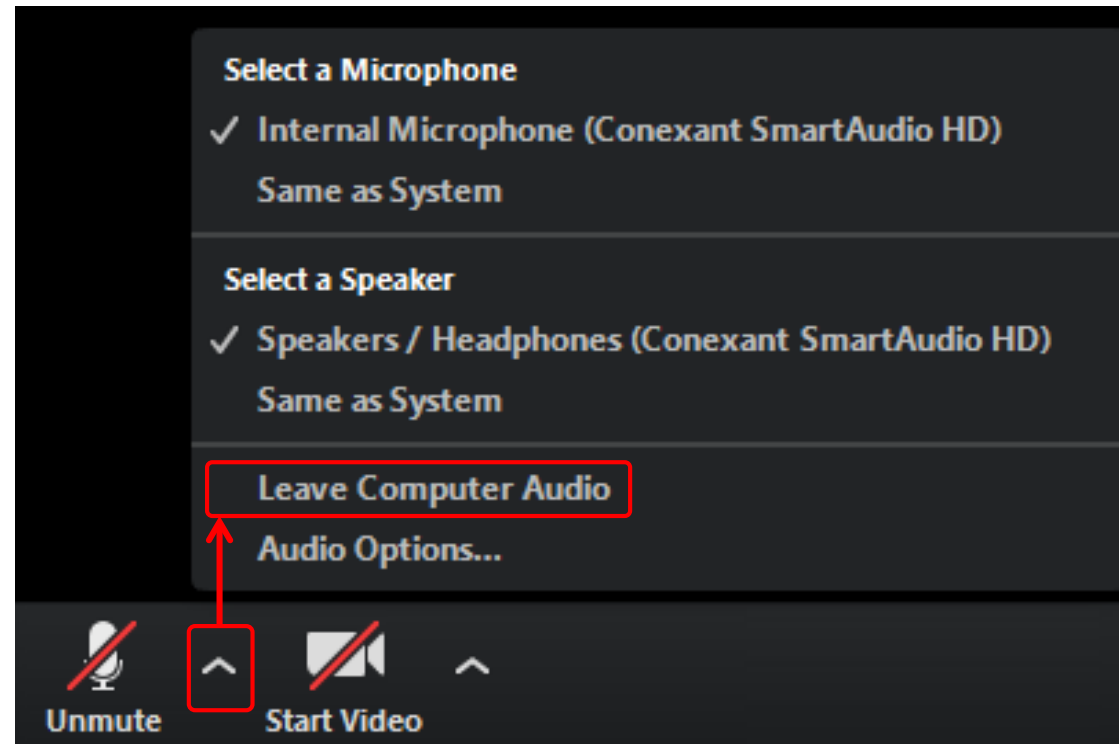 Select a Microphone
Internal Microphone (Conexant SmartAudio HD)
Same as System
Select a Speaker
Speakers / Headphones (Conexant SmartAudio HD)
Same as System
Leave Computer Audio
Audio Options...
Unmute
Start Video